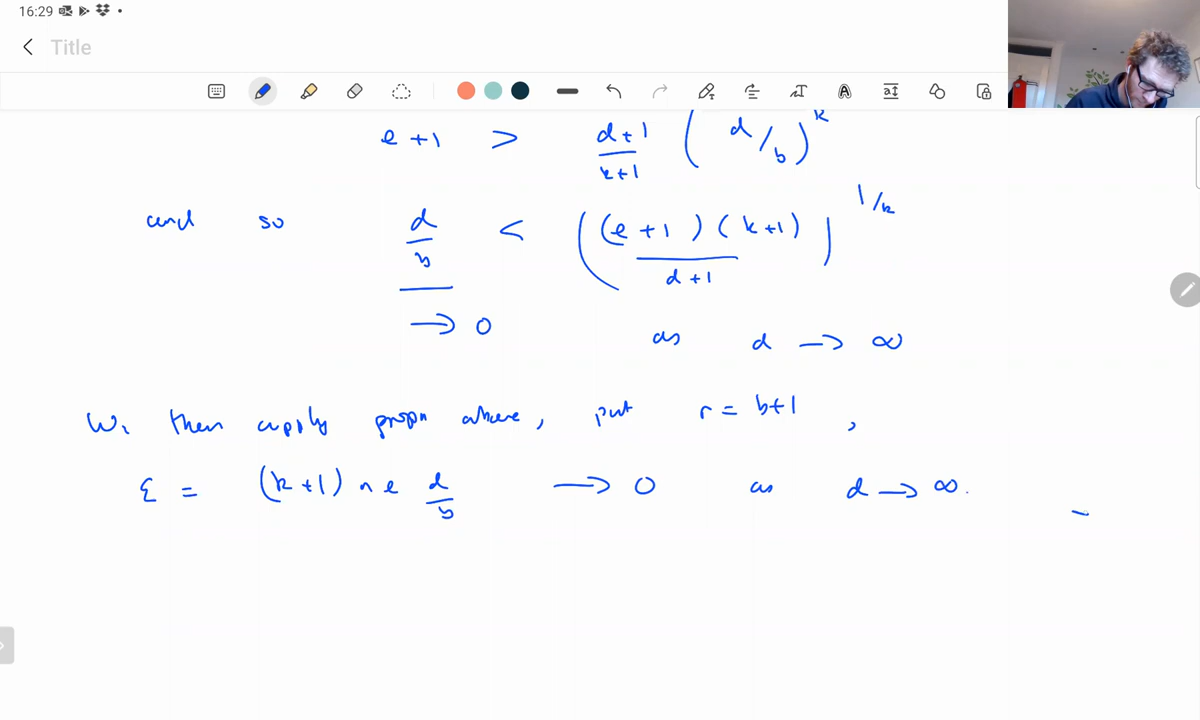 16:29
Title
e + 1 > d+1/k+1 (d/b)^k
and so d/b < ((e+1)(k+1)/d+1)^1/k
→ 0 as d → ∞
We then apply propn above, put r = b+1,
ε = (k+1) n e d/b → 0 as d → ∞.